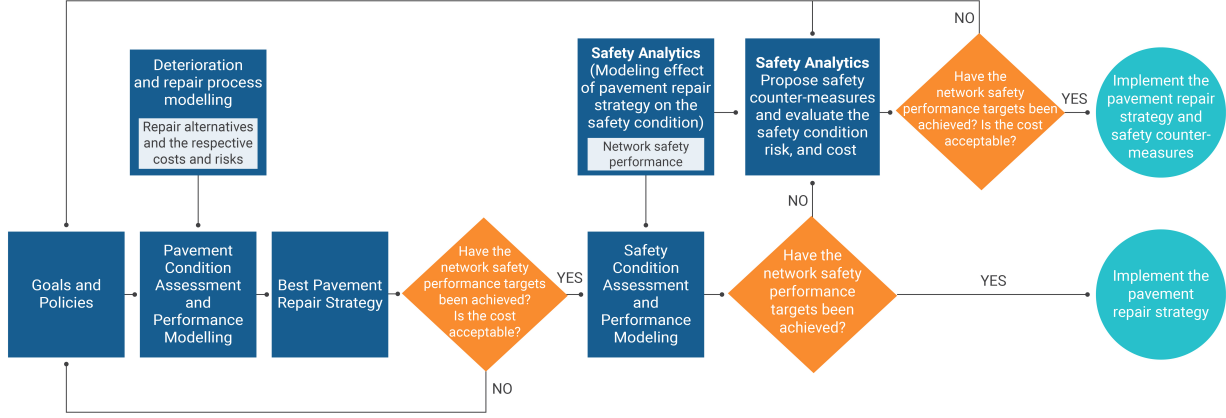 NO
Deterioration
and repair process
modelling
Repair alternatives
and the respective
costs and risks
Safety Analytics
(Modeling effect
of pavement repair
strategy on the
safety condition)
Network safety
performance
Safety Analytics
Propose safety
counter-measures
and evaluate the
safety condition
risk, and cost
Have the
network safety
performance targets been
achieved? Is the cost
acceptable?
YES
Implement the
pavement repair
strategy and
safety counter-
measures
Goals and
Policies
Pavement
Condition
Assessment
and
Performance
Modelling
Best Pavement
Repair Strategy
Have the
network safety
performance targets
been achieved?
Is the cost
acceptable?
YES
NO
Safety
Condition
Assessment
and
Performance
Modeling
NO
Have the
network safety
performance
targets been
achieved?
YES
Implement the
pavement
repair strategy